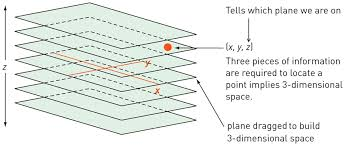 Tells which plane we are on
(x, y, z)
Three pieces of information
are required to locate a
point implies 3-dimensional
space.
z
y
x
plane dragged to build
3-dimensional space